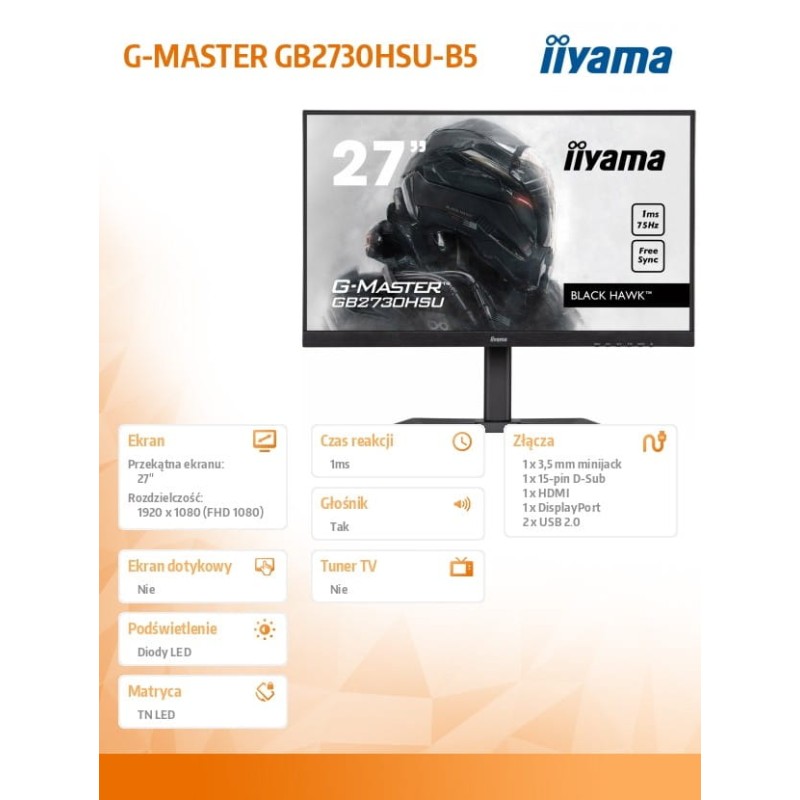 G-MASTER GB2730HSU-B5
iiyama
27"
iiyama
1ms
75Hz
Free
Sync
G-MASTER™
GB2730HSU
BLACK HAWK™
iiyama
Ekran
Przekątna ekranu:
27"
Rozdzielczość:
1920 x 1080 (FHD 1080)
Ekran dotykowy
Nie
Podświetlenie
Diody LED
Matryca
TN LED
Czas reakcji
1ms
Głośnik
Tak
Tuner TV
Nie
Złącza
1 x 3,5 mm minijack
1 x 15-pin D-Sub
1 x HDMI
1 x DisplayPort
2 x USB 2.0